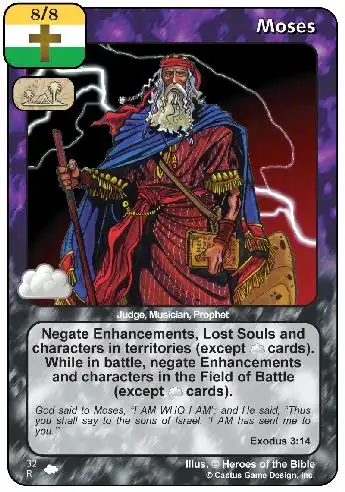 8/8
Moses
Judge, Musician, Prophet
Negate Enhancements, Lost Souls and
characters in territories (except cards).
While in battle, negate Enhancements
and characters in the Field of Battle
(except cards).
God said to Moses, "I AM WHO I AM"; and He said, "Thus
you shall say to the sons of Israel, 'I AM has sent me to
you.'"
Exodus 3:14
32
R
Illus. © Heroes of the Bible
© Cactus Game Design, Inc.